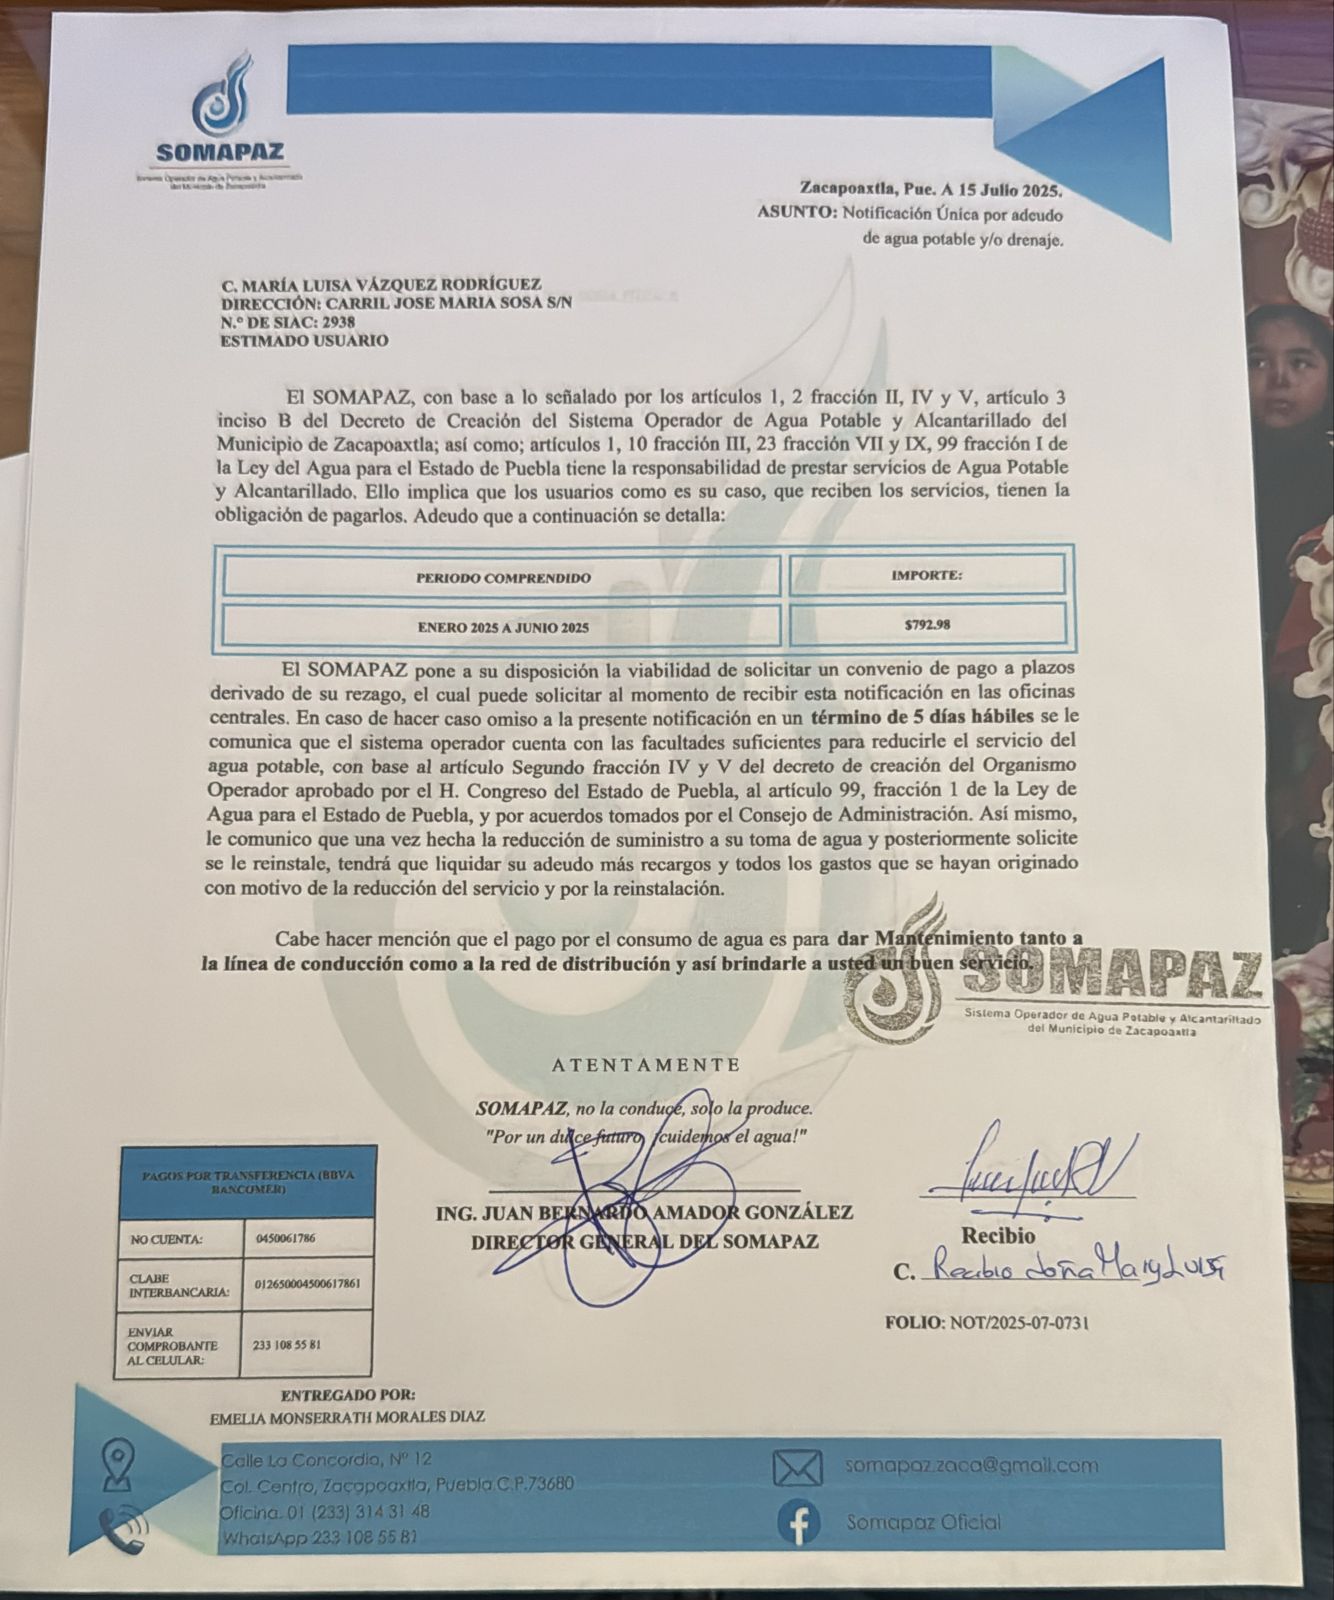 SOMAPAZ
Sistema Operador de Agua Potable y Alcantarillado
del Municipio de Zacapoaxtla
Zacapoaxtla, Pue. A 15 Julio 2025.
ASUNTO: Notificación Única por adeudo
de agua potable y/o drenaje.
C. MARÍA LUISA VÁZQUEZ RODRÍGUEZ
DIRECCIÓN: CARRIL JOSE MARIA SOSA S/N
N.º DE SIAC: 2938
ESTIMADO USUARIO
El SOMAPAZ, con base a lo señalado por los artículos 1, 2 fracción II, IV y V, artículo 3
inciso B del Decreto de Creación del Sistema Operador de Agua Potable y Alcantarillado del
Municipio de Zacapoaxtla; así como; artículos 1, 10 fracción III, 23 fracción VII y IX, 99 fracción I de
la Ley del Agua para el Estado de Puebla tiene la responsabilidad de prestar servicios de Agua Potable
y Alcantarillado. Ello implica que los usuarios como es su caso, que reciben los servicios, tienen la
obligación de pagarlos. Adeudo que a continuación se detalla:
PERIODO COMPRENDIDO IMPORTE:
ENERO 2025 A JUNIO 2025 $792.98
El SOMAPAZ pone a su disposición la viabilidad de solicitar un convenio de pago a plazos
derivado de su rezago, el cual puede solicitar al momento de recibir esta notificación en las oficinas
centrales. En caso de hacer caso omiso a la presente notificación en un término de 5 días hábiles se le
comunica que el sistema operador cuenta con las facultades suficientes para reducirle el servicio del
agua potable, con base al artículo Segundo fracción IV y V del decreto de creación del Organismo
Operador aprobado por el H. Congreso del Estado de Puebla, al artículo 99, fracción 1 de la Ley de
Agua para el Estado de Puebla, y por acuerdos tomados por el Consejo de Administración. Así mismo,
le comunico que una vez hecha la reducción de suministro a su toma de agua y posteriormente solicite
se le reinstale, tendrá que liquidar su adeudo más recargos y todos los gastos que se hayan originado
con motivo de la reducción del servicio y por la reinstalación.
Cabe hacer mención que el pago por el consumo de agua es para dar Mantenimiento tanto a
la línea de conducción como a la red de distribución y así brindarle a usted un buen servicio.
SOMAPAZ
Sistema Operador de Agua Potable y Alcantarillado
del Municipio de Zacapoaxtla
ATENTAMENTE
SOMAPAZ, no la conduce, solo la produce.
"Por un dulce futuro, ¡cuidemos el agua!"
ING. JUAN BERNARDO AMADOR GONZÁLEZ
DIRECTOR GENERAL DEL SOMAPAZ
Recibio
C. Recibio doña Mary Luisa
FOLIO: NOT/2025-07-0731
PAGOS POR TRANSFERENCIA (BBVA
BANCOMER)
NO CUENTA: 0450061786
CLABE
INTERBANCARIA: 012650004500617861
ENVIAR
COMPROBANTE
AL CELULAR: 233 108 55 81
ENTREGADO POR:
EMELIA MONSERRATH MORALES DIAZ
Calle La Concordia, Nº 12
Col. Centro, Zacapoaxtla, Puebla C.P.73680
Oficina. 01 (233) 314 31 48
WhatsApp 233 108 55 81
somapaz.zaca@gmail.com
Somapaz Oficial